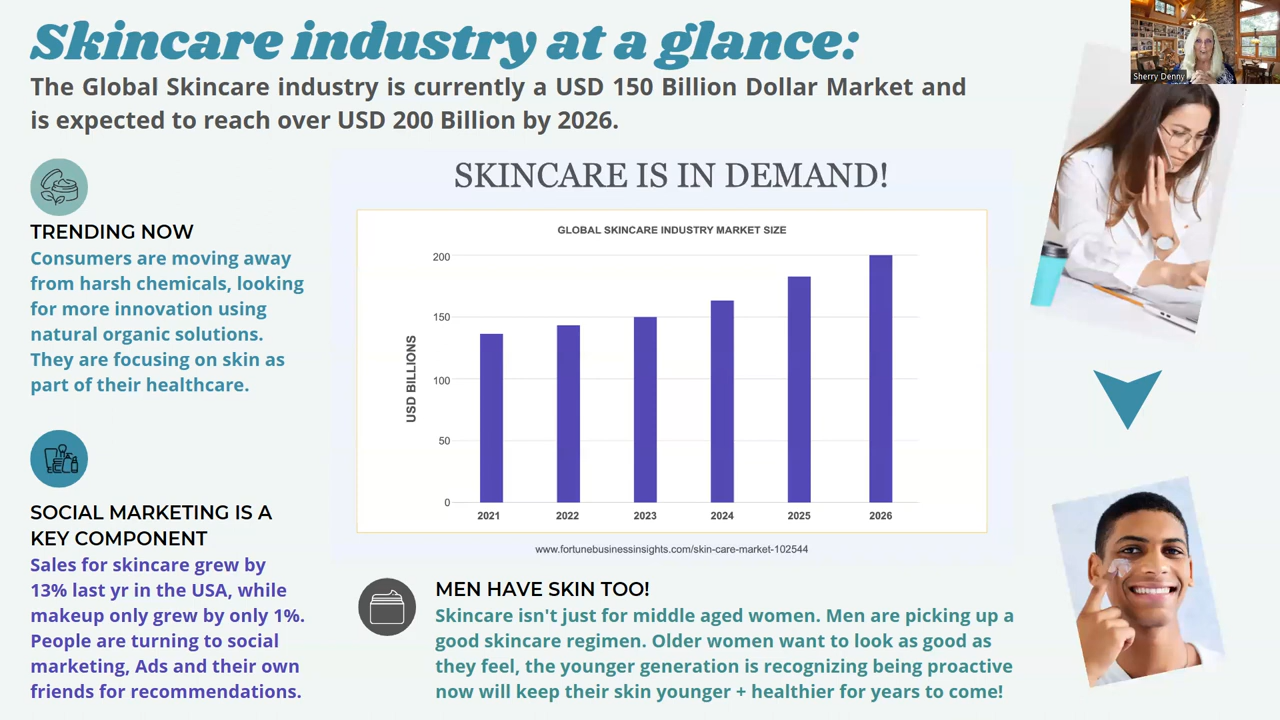 Skincare industry at a glance:
The Global Skincare industry is currently a USD 150 Billion Dollar Market and
is expected to reach over USD 200 Billion by 2026.
Sherry Denny
TRENDING NOW
Consumers are moving away
from harsh chemicals, looking
for more innovation using
natural organic solutions.
They are focusing on skin as
part of their healthcare.
SOCIAL MARKETING IS A
KEY COMPONENT
Sales for skincare grew by
13% last yr in the USA, while
makeup only grew by only 1%.
People are turning to social
marketing, Ads and their own
friends for recommendations.
SKINCARE IS IN DEMAND!
GLOBAL SKINCARE INDUSTRY MARKET SIZE
USD BILLIONS
200
150
100
50
0
2021 2022 2023 2024 2025 2026
www.fortunebusinessinsights.com/skin-care-market-102544
MEN HAVE SKIN TOO!
Skincare isn't just for middle aged women. Men are picking up a
good skincare regimen. Older women want to look as good as
they feel, the younger generation is recognizing being proactive
now will keep their skin younger + healthier for years to come!